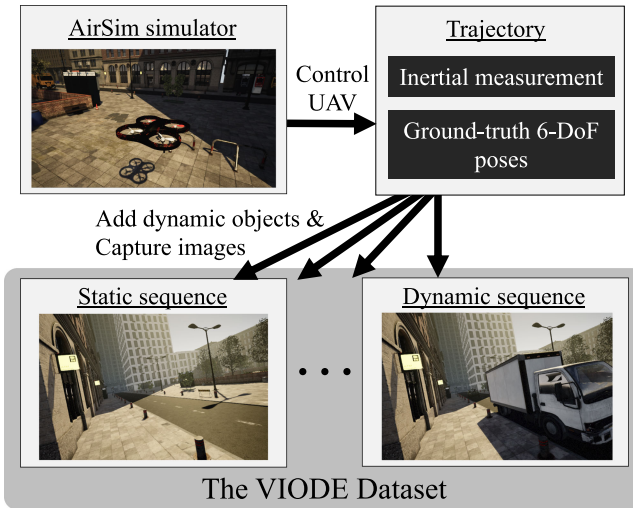 AirSim simulator
Control
UAV
Trajectory
Inertial measurement
Ground-truth 6-DoF
poses
Add dynamic objects &
Capture images
Static sequence
Dynamic sequence
The VIODE Dataset